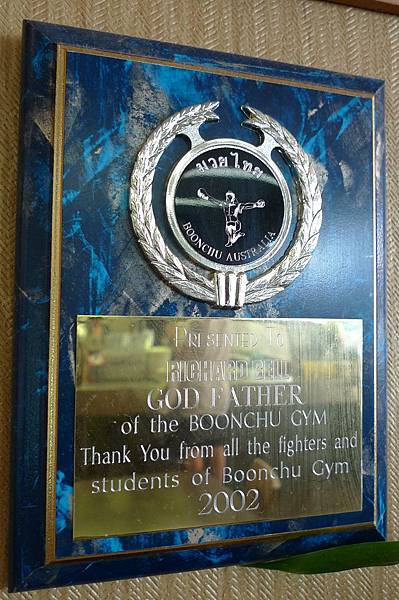 มวยไทย
BOONCHU AUSTRALIA
PRESENTED TO
RICHARD
GOD FATHER
of the BOONCHU GYM
Thank You from all the fighters and
students of Boonchu Gym
2002